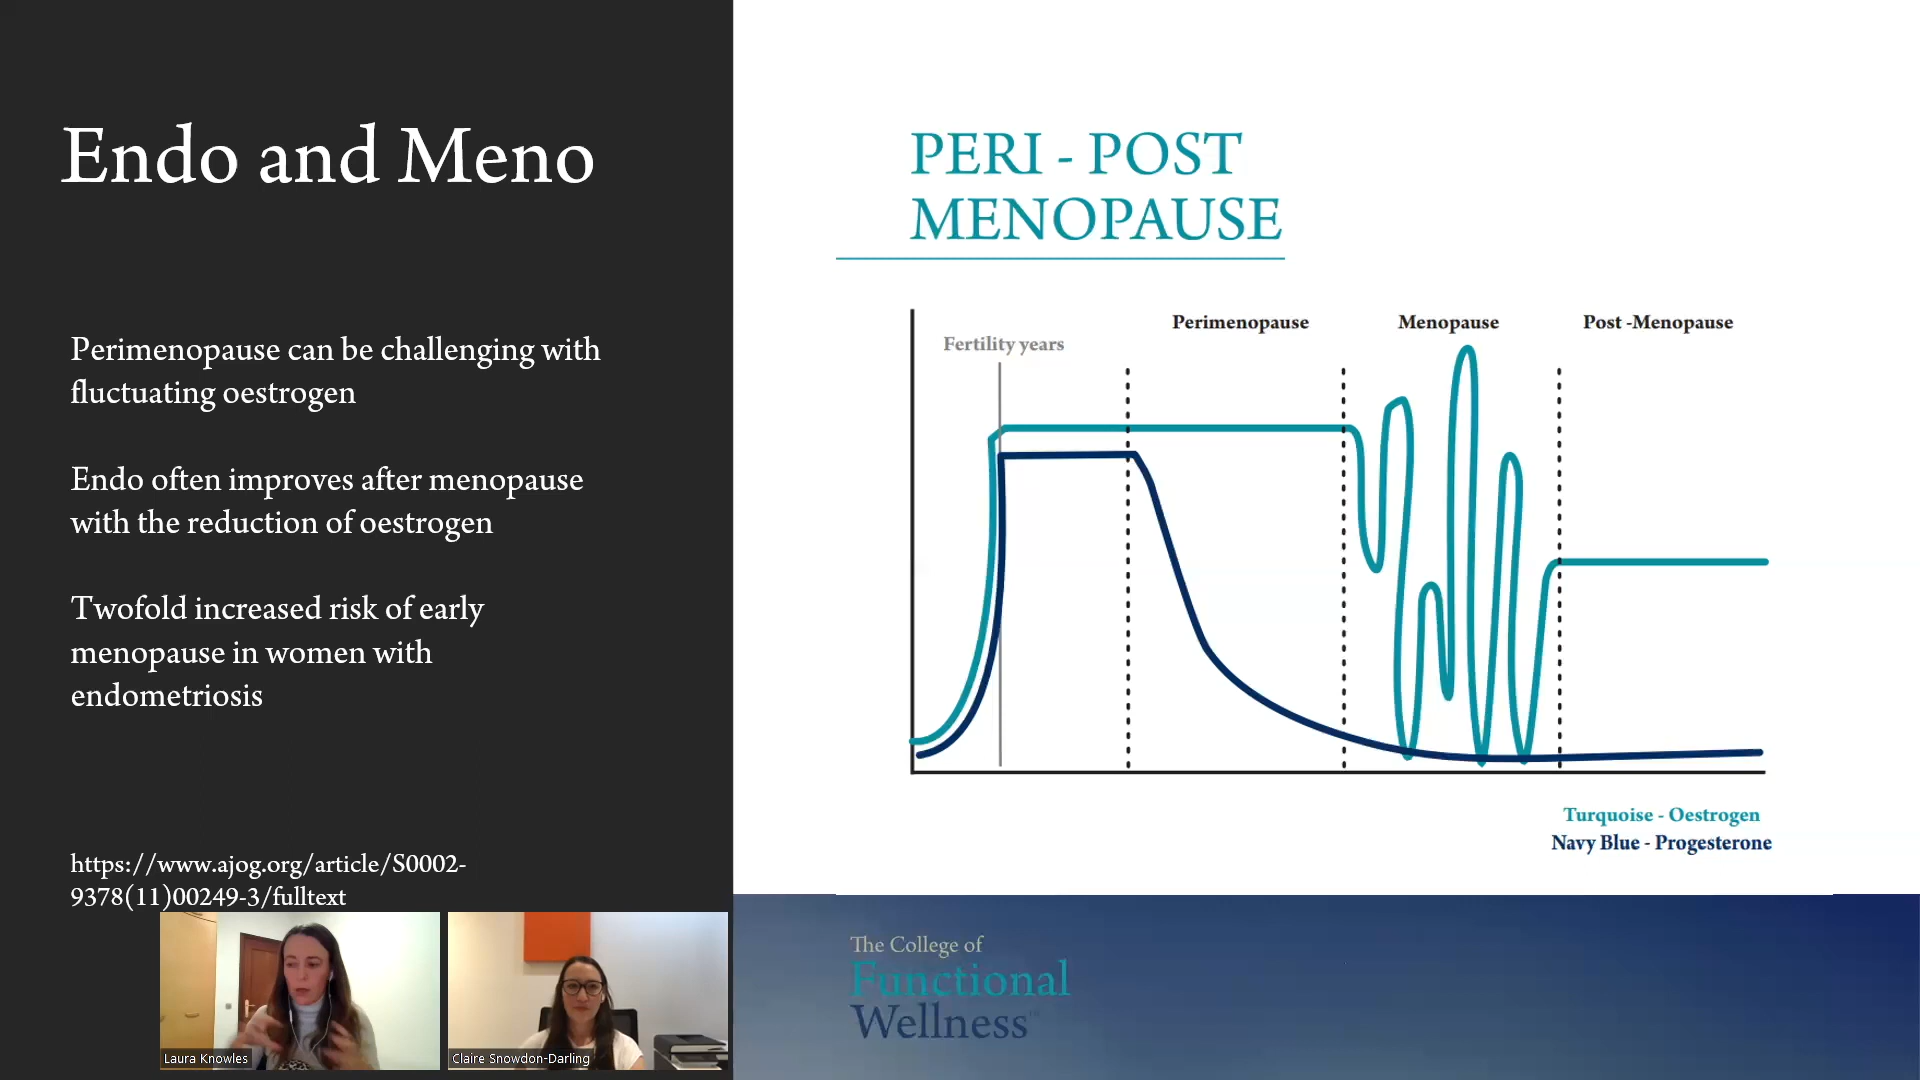 Endo and Meno
Perimenopause can be challenging with
fluctuating oestrogen
Endo often improves after menopause
with the reduction of oestrogen
Twofold increased risk of early
menopause in women with
endometriosis
https://www.ajog.org/article/S0002-
9378(11)00249-3/fulltext
Laura Knowles
Claire Snowdon-Darling
PERI - POST
MENOPAUSE
Fertility years
Perimenopause
Menopause
Post -Menopause
Turquoise - Oestrogen
Navy Blue - Progesterone
The College of
Functional
Wellness™